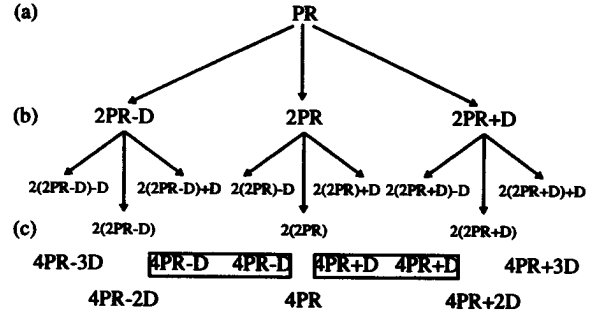 (a) PR
(b) 2PR-D 2PR 2PR+D
2(2PR-D)-D 2(2PR-D)+D 2(2PR)-D 2(2PR)+D 2(2PR+D)-D 2(2PR+D)+D
2(2PR-D) 2(2PR) 2(2PR+D)
(c)
4PR-3D 4PR-D 4PR-D 4PR+D 4PR+D 4PR+3D
4PR-2D 4PR 4PR+2D